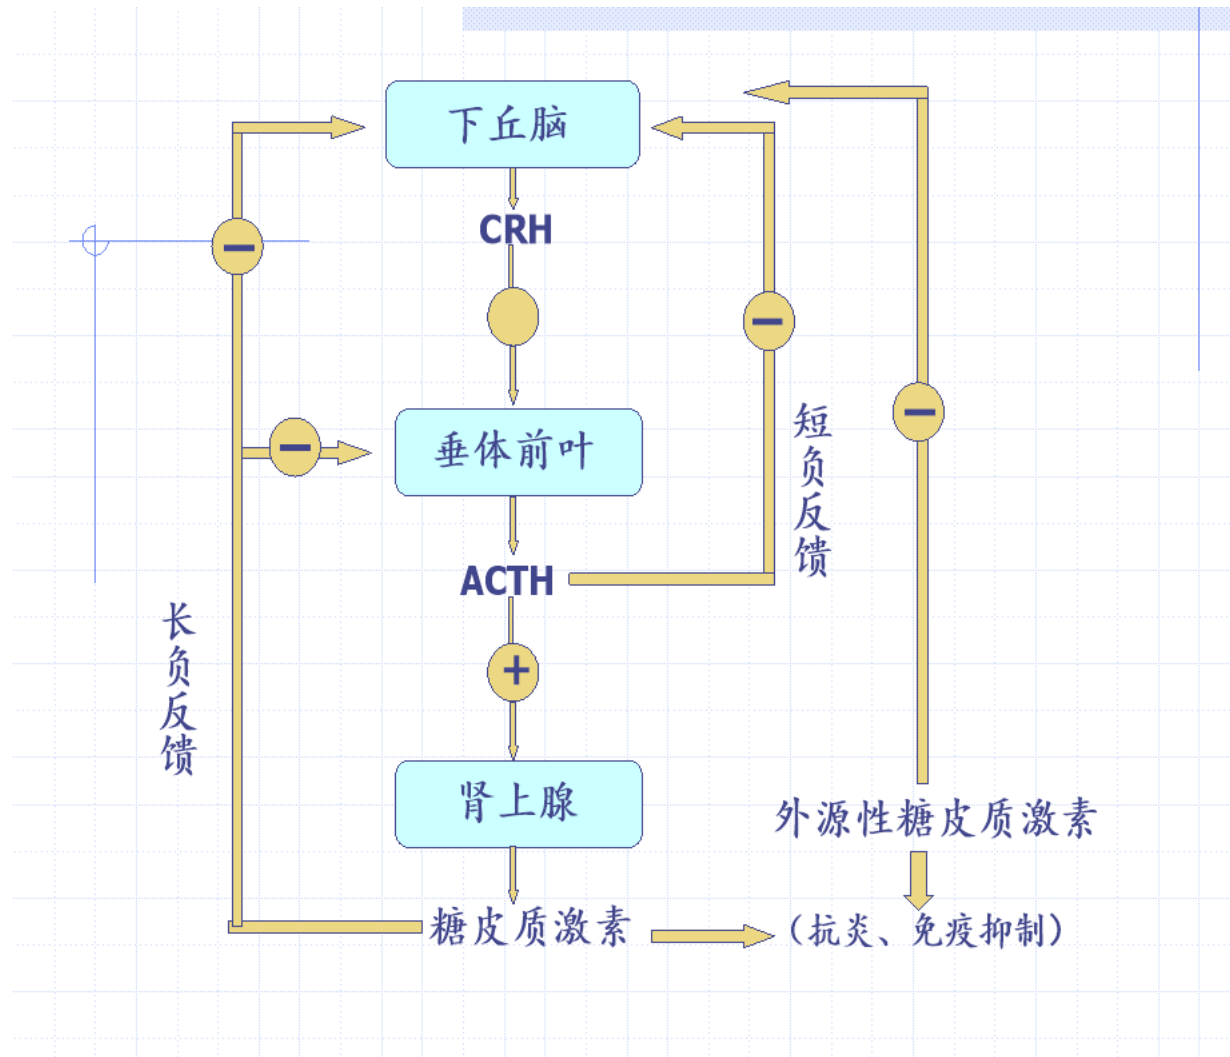 下丘脑
CRH
垂体前叶
ACTH
+
肾上腺
糖皮质激素
长负反馈
−
−
短负反馈
−
−
外源性糖皮质激素
（抗炎、免疫抑制）